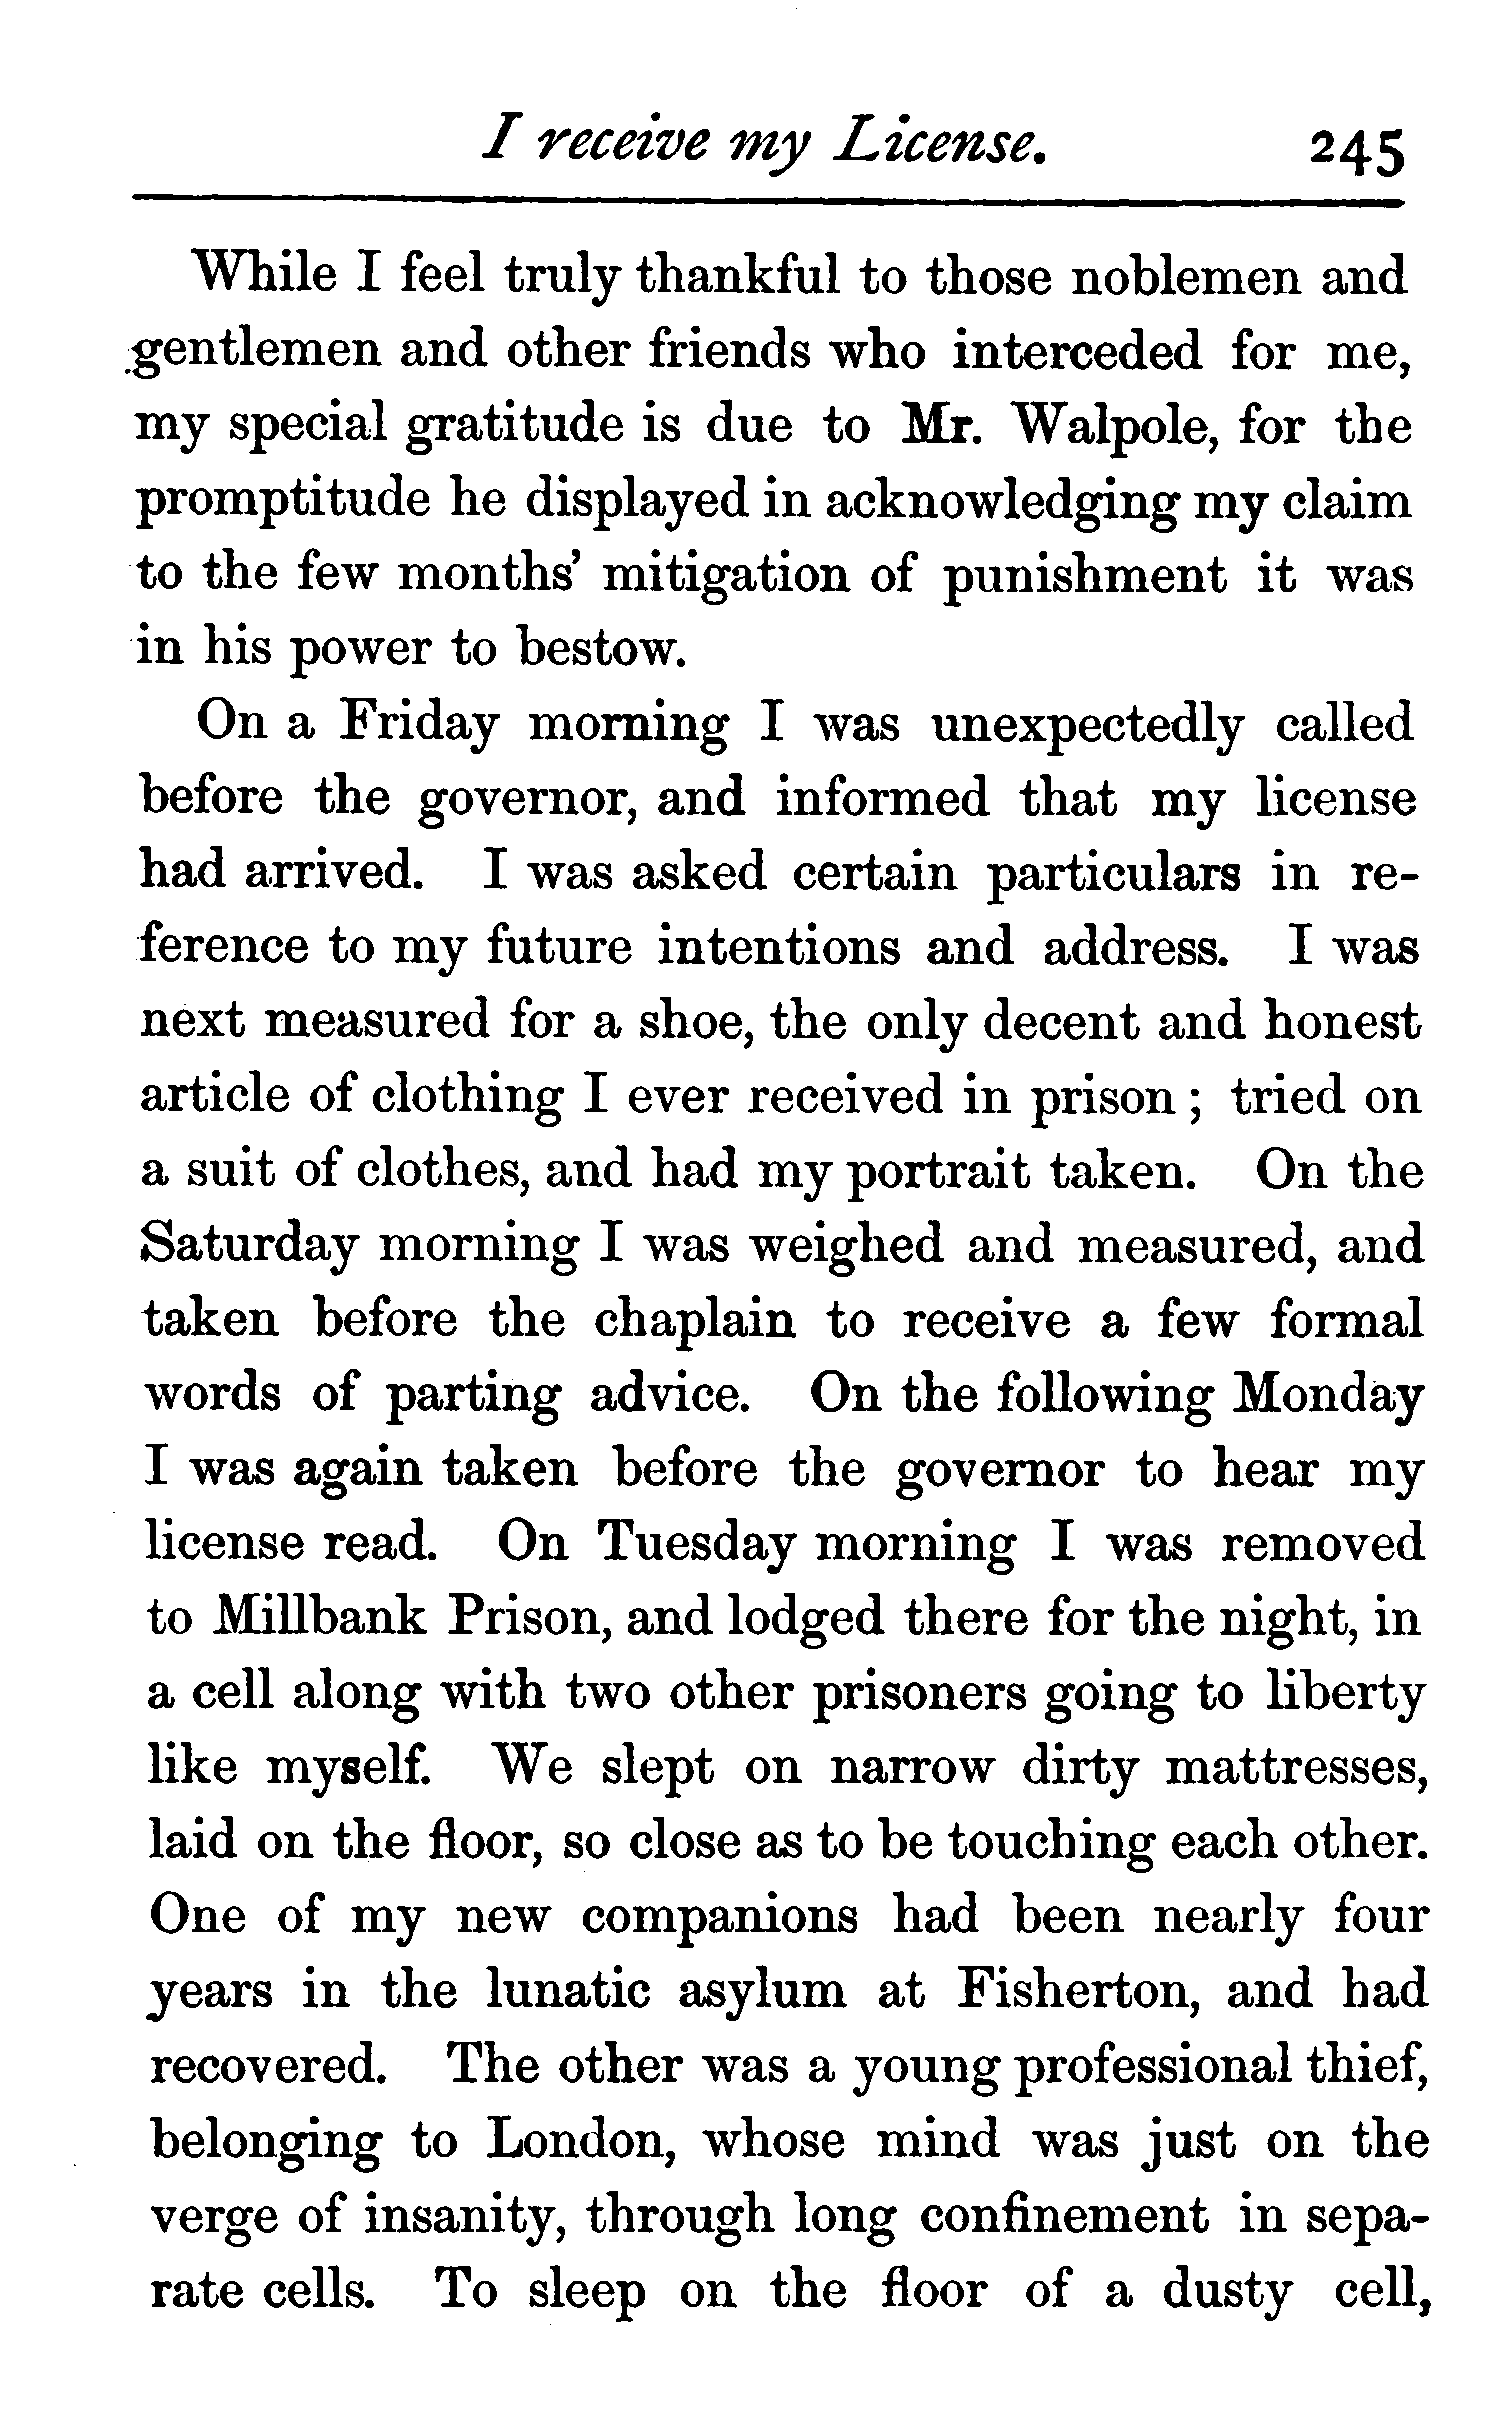 I receive my License. 245
While I feel truly thankful to those noblemen and
gentlemen and other friends who interceded for me,
my special gratitude is due to Mr. Walpole, for the
promptitude he displayed in acknowledging my claim
to the few months' mitigation of punishment it was
in his power to bestow.
On a Friday morning I was unexpectedly called
before the governor, and informed that my license
had arrived. I was asked certain particulars in re-
ference to my future intentions and address. I was
next measured for a shoe, the only decent and honest
article of clothing I ever received in prison ; tried on
a suit of clothes, and had my portrait taken. On the
Saturday morning I was weighed and measured, and
taken before the chaplain to receive a few formal
words of parting advice. On the following Monday
I was again taken before the governor to hear my
license read. On Tuesday morning I was removed
to Millbank Prison, and lodged there for the night, in
a cell along with two other prisoners going to liberty
like myself. We slept on narrow dirty mattresses,
laid on the floor, so close as to be touching each other.
One of my new companions had been nearly four
years in the lunatic asylum at Fisherton, and had
recovered. The other was a young professional thief,
belonging to London, whose mind was just on the
verge of insanity, through long confinement in sepa-
rate cells. To sleep on the floor of a dusty cell,